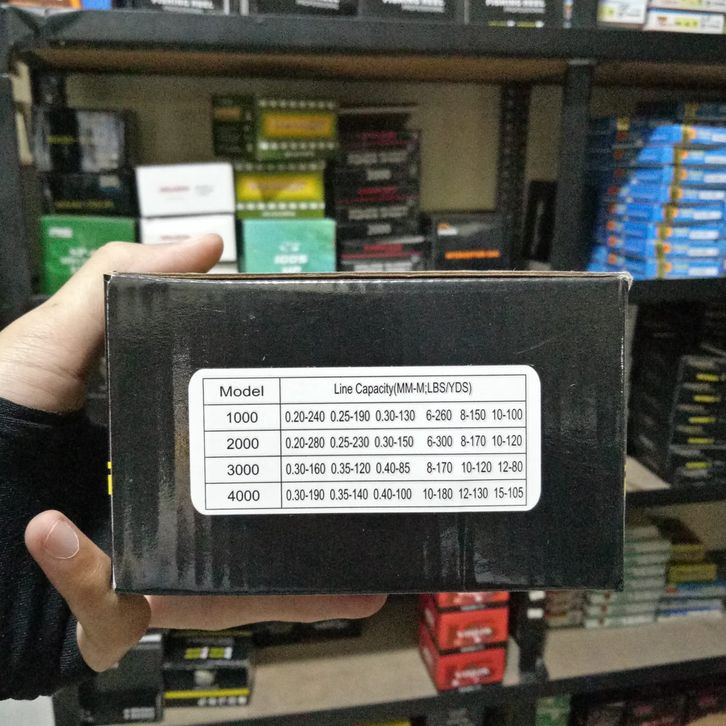 IGOS
Model Line Capacity(MM-M;LBS/YDS)
1000 0.20-240 0.25-190 0.30-130 6-260 8-150 10-100
2000 0.20-280 0.25-230 0.30-150 6-300 8-170 10-120
3000 0.30-160 0.35-120 0.40-85 8-170 10-120 12-80
4000 0.30-190 0.35-140 0.40-100 10-180 12-130 15-105